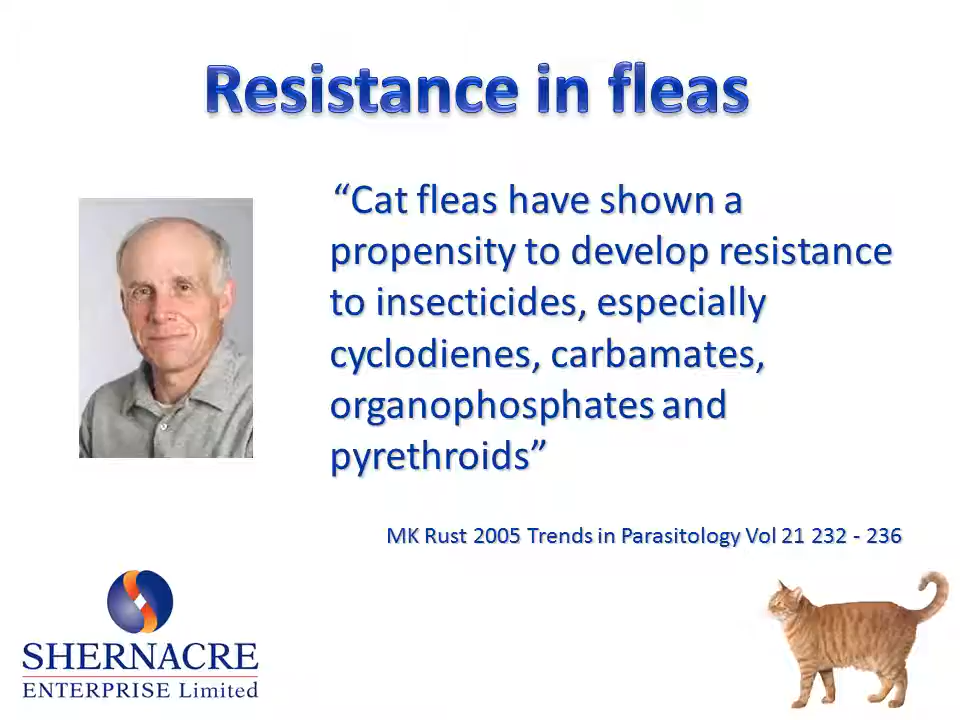 Resistance in fleas
“Cat fleas have shown a
propensity to develop resistance
to insecticides, especially
cyclodienes, carbamates,
organophosphates and
pyrethroids”
MK Rust 2005 Trends in Parasitology Vol 21 232 - 236
SHERNACRE
ENTERPRISE Limited